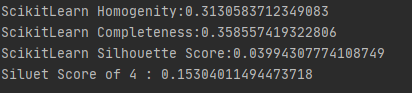 ScikitLearn Homogenity:0.3130583712349083
ScikitLearn Completeness:0.358557419322806
ScikitLearn Silhouette Score:0.03994307774108749
Siluet Score of 4 : 0.15304011494473718